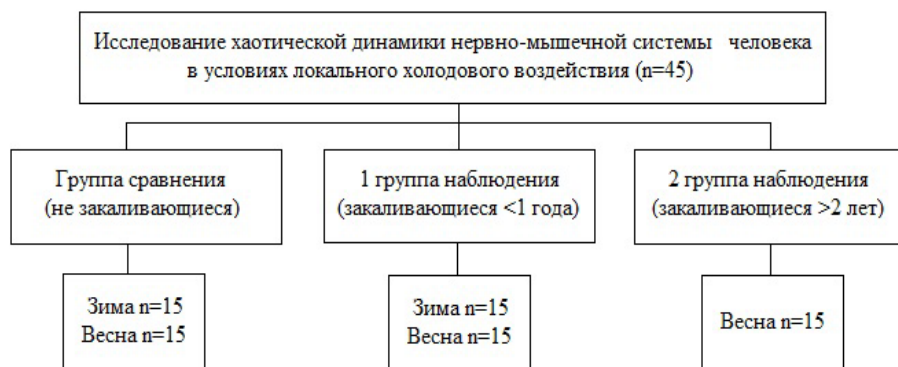 Исследование хаотической динамики нервно-мышечной системы человека
в условиях локального холодового воздействия (n=45)
Группа сравнения
(не закаливающиеся)
1 группа наблюдения
(закаливающиеся <1 года)
2 группа наблюдения
(закаливающиеся >2 лет)
Зима n=15
Весна n=15
Зима n=15
Весна n=15
Весна n=15